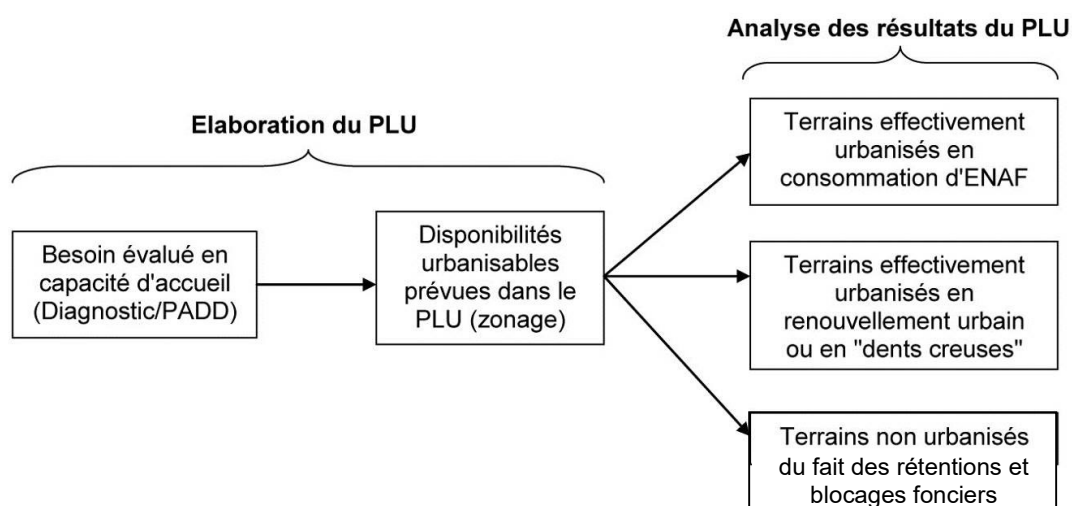 Analyse des résultats du PLU
Elaboration du PLU
Besoin évalué en
capacité d'accueil
(Diagnostic/PADD)
Disponibilités
urbanisables
prévues dans le
PLU (zonage)
Terrains effectivement
urbanisés en
consommation d'ENAF
Terrains effectivement
urbanisés en
renouvellement urbain
ou en "dents creuses"
Terrains non urbanisés
du fait des rétentions et
blocages fonciers